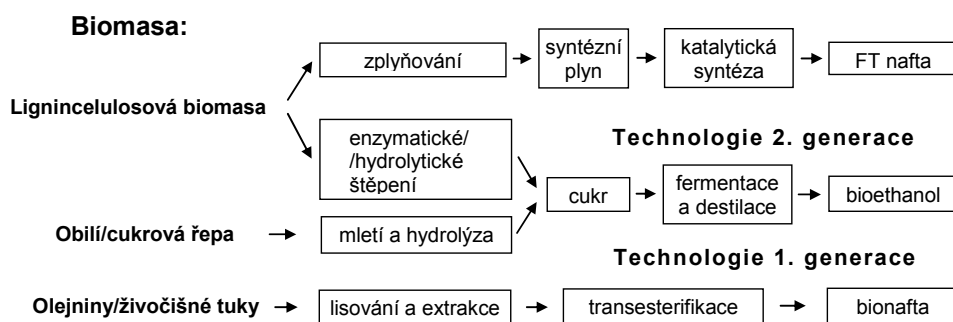 Biomasa:
zplyňování
syntézní
plyn
katalytická
syntéza
FT nafta
Lignincelulosová biomasa
enzymatické/
/hydrolytické
štěpení
Technologie 2. generace
cukr
fermentace
a destilace
bioethanol
Obilí/cukrová řepa
mletí a hydrolýza
Technologie 1. generace
Olejniny/živočišné tuky
lisování a extrakce
transesterifikace
bionafta